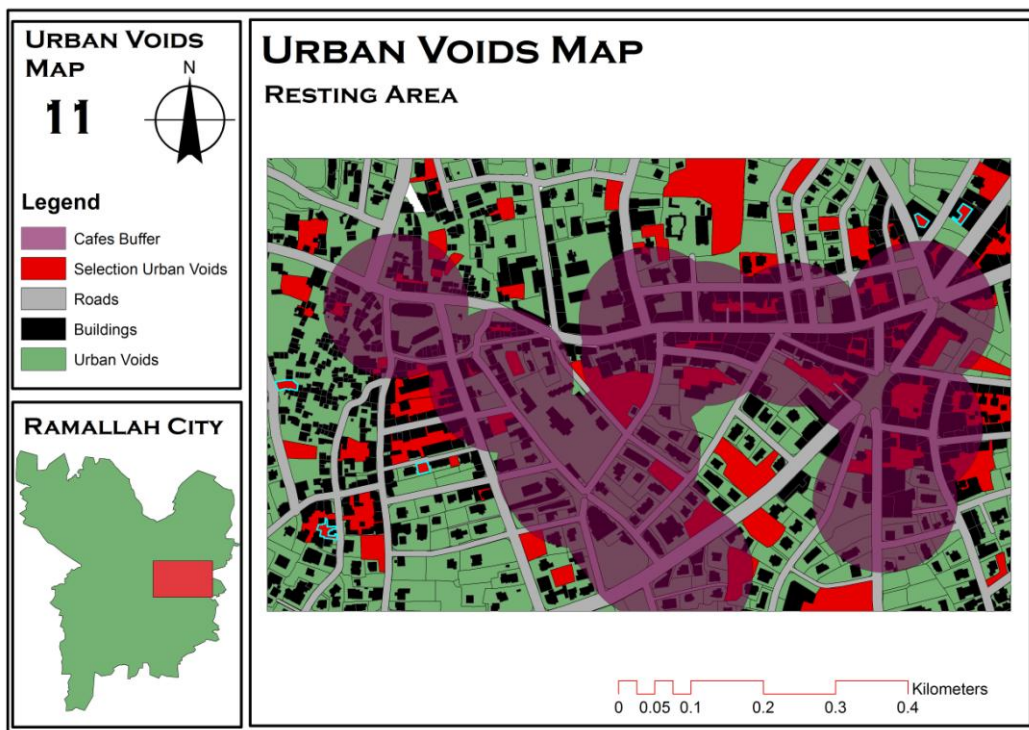 URBAN VOIDS
MAP
11
N
Legend
Cafes Buffer
Selection Urban Voids
Roads
Buildings
Urban Voids
RAMALLAH CITY
URBAN VOIDS MAP
RESTING AREA
Kilometers
0 0.05 0.1 0.2 0.3 0.4